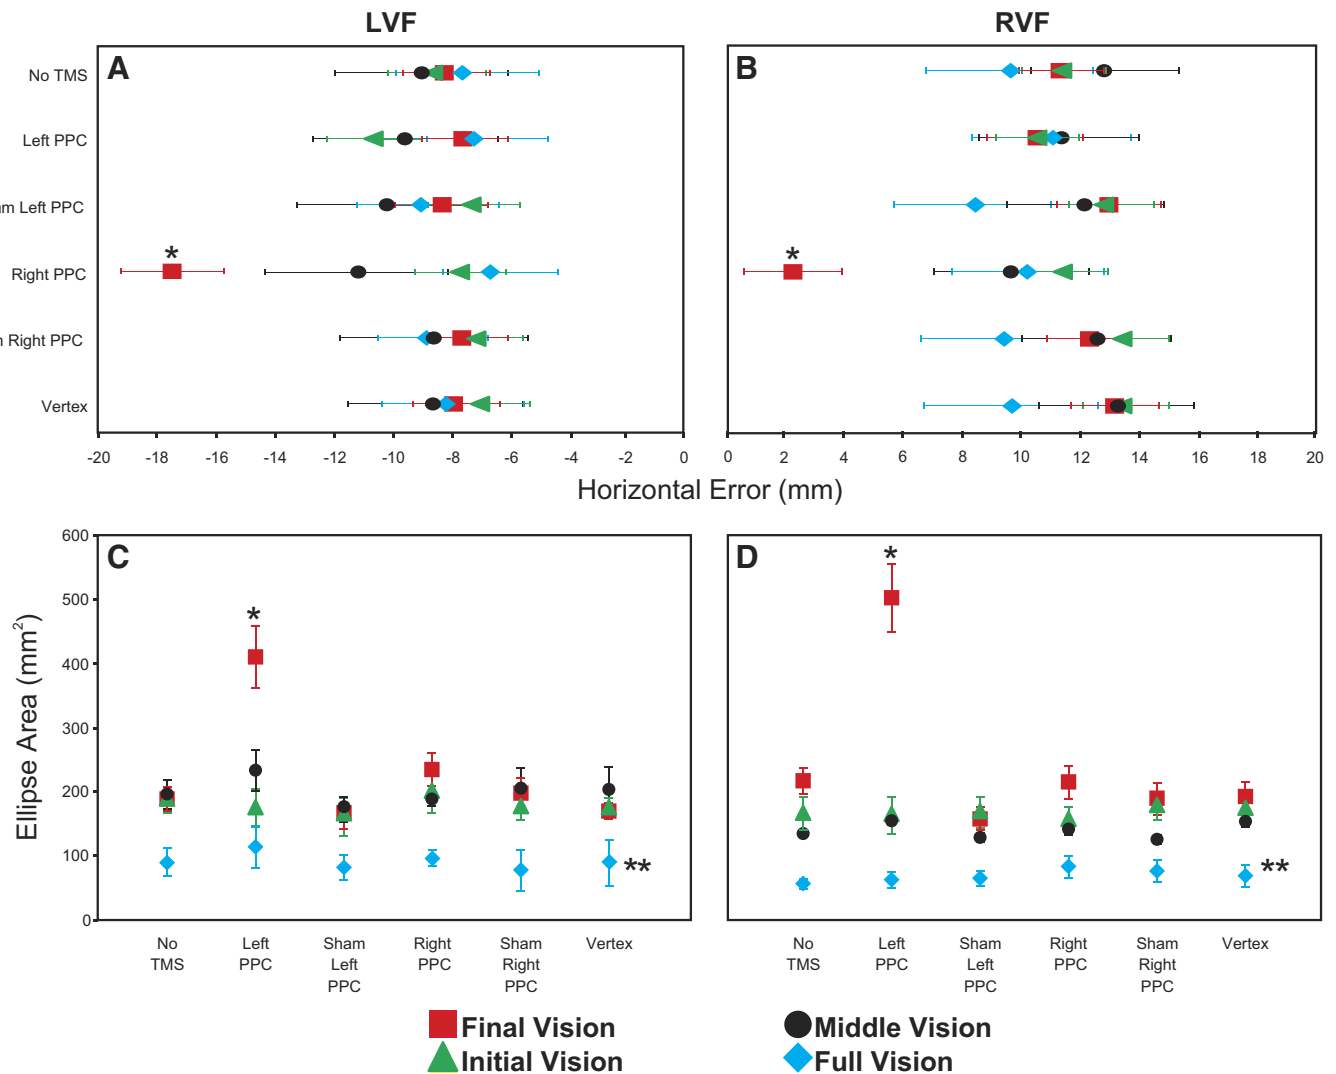 LVF RVF
A B
No TMS
Left PPC
m Left PPC
Right PPC
Right PPC
Vertex
* *
-20 -18 -16 -14 -12 -10 -8 -6 -4 -2 0 0 2 4 6 8 10 12 14 16 18 20
Horizontal Error (mm)
C D
600
500
400
300
200
100
0
Ellipse Area (mm²)
* *
** **
No TMS Left PPC Sham Left PPC Right PPC Sham Right PPC Vertex No TMS Left PPC Sham Left PPC Right PPC Sham Right PPC Vertex
Final Vision Middle Vision
Initial Vision Full Vision